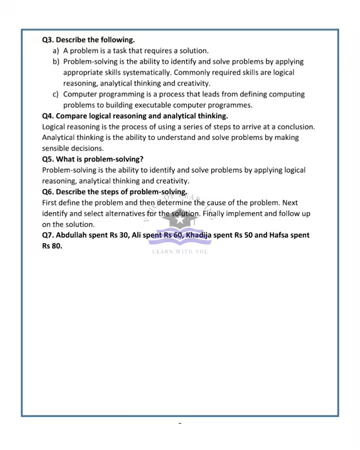 Q3. Describe the following.
a) A problem is a task that requires a solution.
b) Problem-solving is the ability to identify and solve problems by applying
appropriate skills systematically. Commonly required skills are logical
reasoning, analytical thinking and creativity.
c) Computer programming is a process that leads from defining computing
problems to building executable computer programmes.
Q4. Compare logical reasoning and analytical thinking.
Logical reasoning is the process of using a series of steps to arrive at a conclusion.
Analytical thinking is the ability to understand and solve problems by making
sensible decisions.
Q5. What is problem-solving?
Problem-solving is the ability to identify and solve problems by applying logical
reasoning, analytical thinking and creativity.
Q6. Describe the steps of problem-solving.
First define the problem and then determine the cause of the problem. Next
identify and select alternatives for the solution. Finally implement and follow up
on the solution.
Q7. Abdullah spent Rs 30, Ali spent Rs 60, Khadija spent Rs 50 and Hafsa spent
Rs 80.
LEARN WITH YOU